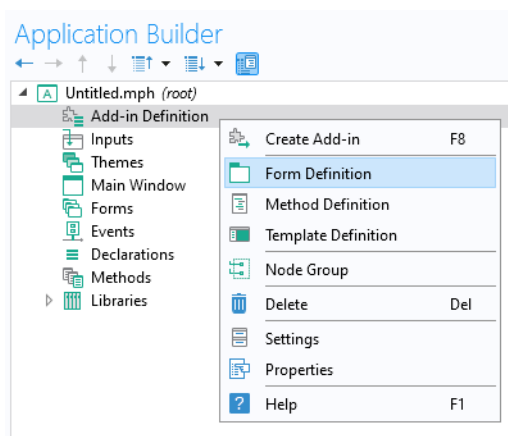 Application Builder
A Untitled.mph (root)
Add-in Definition
Inputs
Themes
Main Window
Forms
Events
Declarations
Methods
Libraries
Create Add-in F8
Form Definition
Method Definition
Template Definition
Node Group
Delete Del
Settings
Properties
? Help F1